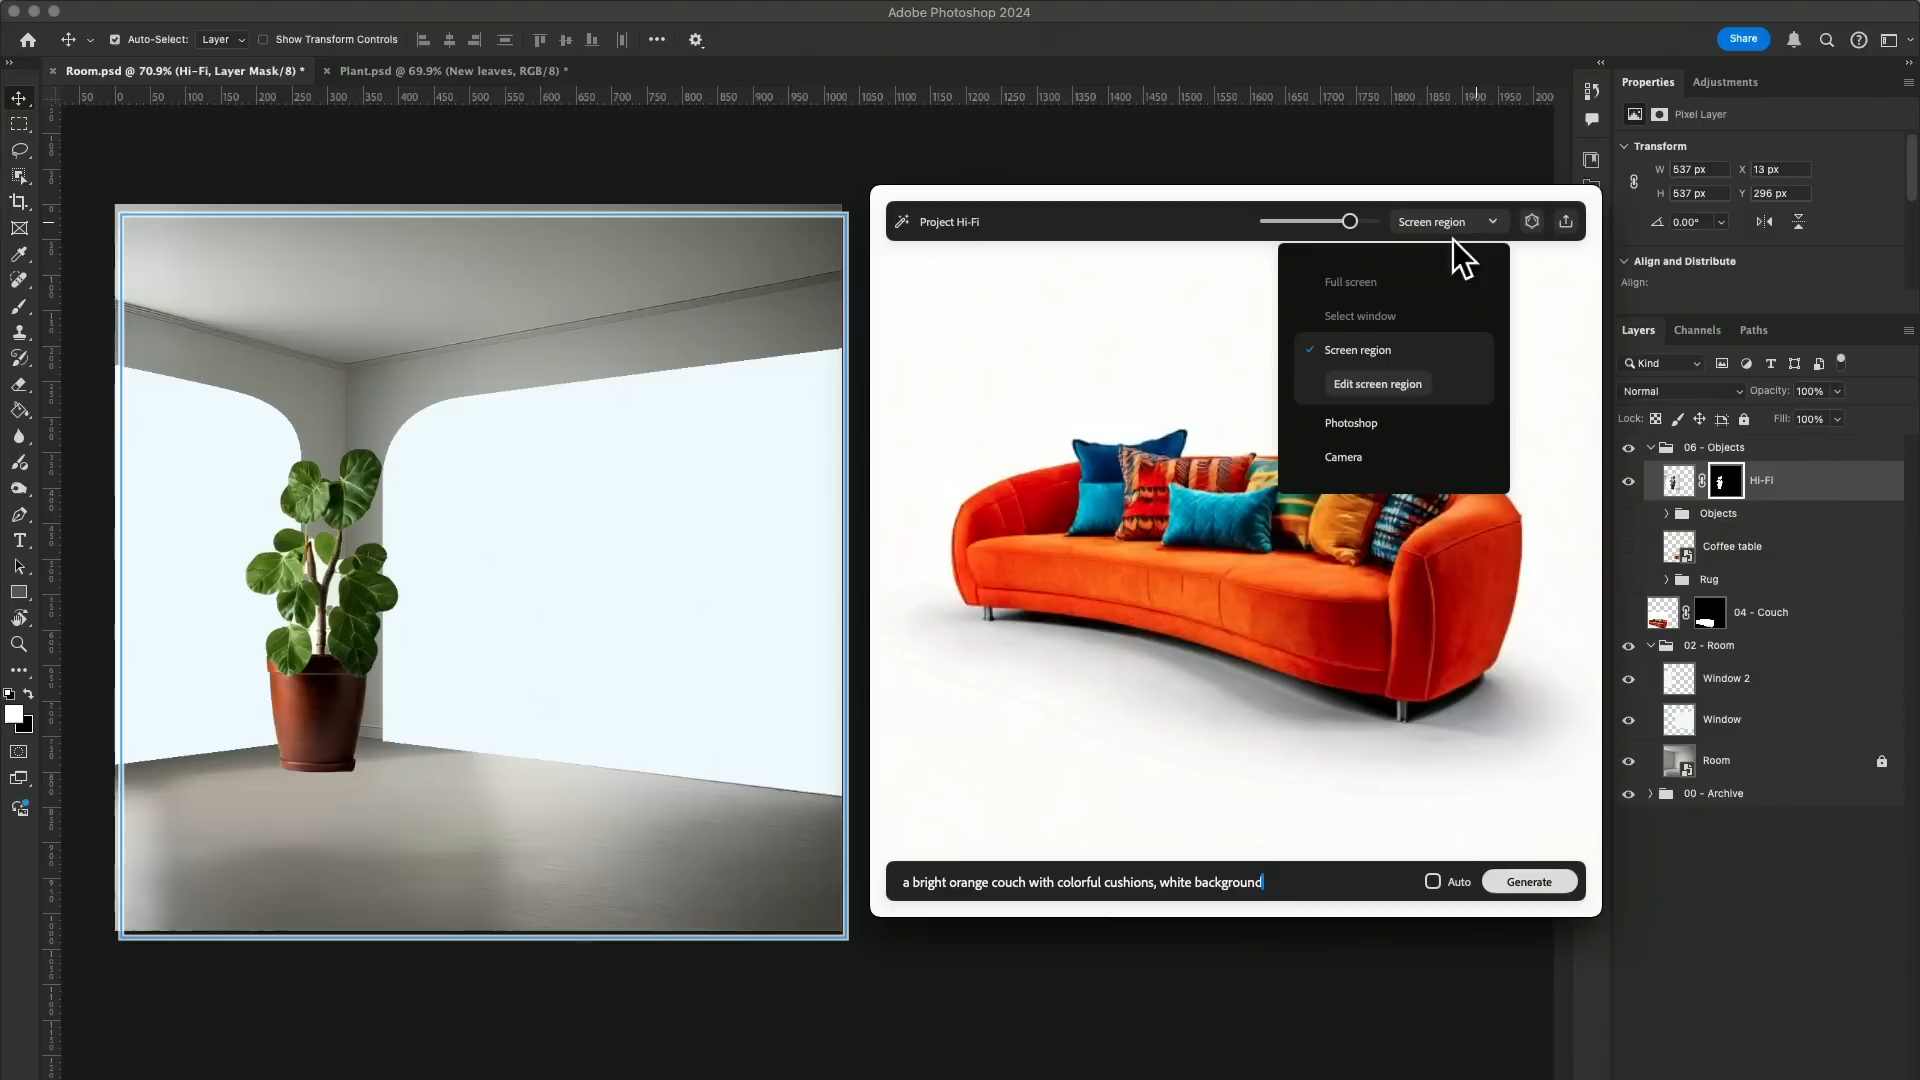 Adobe Photoshop 2024
Auto-Select: Layer Show Transform Controls
Share
Room.psd @ 70.9% (Hi-Fi, Layer Mask/8) *
Plant.psd @ 69.9% (New leaves, RGB/8) *
50 0 50 100 150 200 250 300 350 400 450 500 550 600 650 700 750 800 850 900 950 1000 1050 1100 1150 1200 1250 1300 1350 1400 1450 1500 1550 1600 1650 1700 1750 1800 1850 1900 1950 200
Properties Adjustments
Pixel Layer
Transform
W 537 px X 13 px
H 537 px Y 296 px
0.00°
Align and Distribute
Align:
Project Hi-Fi
Screen region
Full screen
Select window
Screen region
Edit screen region
Photoshop
Camera
a bright orange couch with colorful cushions, white background
Auto
Generate
Layers Channels Paths
Kind
Normal Opacity: 100%
Lock: Fill: 100%
06 - Objects
Hi-Fi
Objects
Coffee table
Rug
04 - Couch
02 - Room
Window 2
Window
Room
00 - Archive